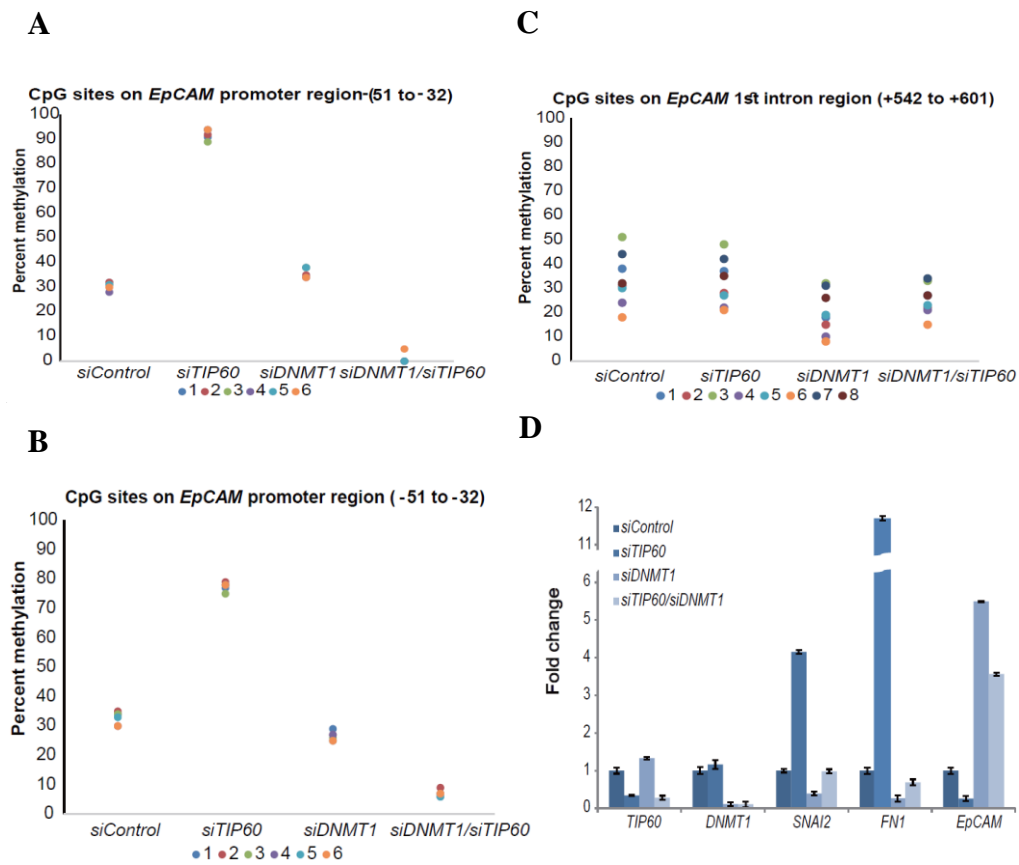 A
CpG sites on EpCAM promoter region-(51 to -32)
Percent methylation
100
90
80
70
60
50
40
30
20
10
0
siControl siTIP60 siDNMT1 siDNMT1/siTIP60
1 2 3 4 5 6
C
CpG sites on EpCAM 1st intron region (+542 to +601)
Percent methylation
100
90
80
70
60
50
40
30
20
10
0
siControl siTIP60 siDNMT1 siDNMT1/siTIP60
1 2 3 4 5 6 7 8
B
CpG sites on EpCAM promoter region (-51 to -32)
Percent methylation
100
90
80
70
60
50
40
30
20
10
0
siControl siTIP60 siDNMT1 siDNMT1/siTIP60
1 2 3 4 5 6
D
Fold change
12
11
6
5
4
3
2
1
0
siControl
siTIP60
siDNMT1
siTIP60/siDNMT1
TIP60 DNMT1 SNAI2 FN1 EpCAM